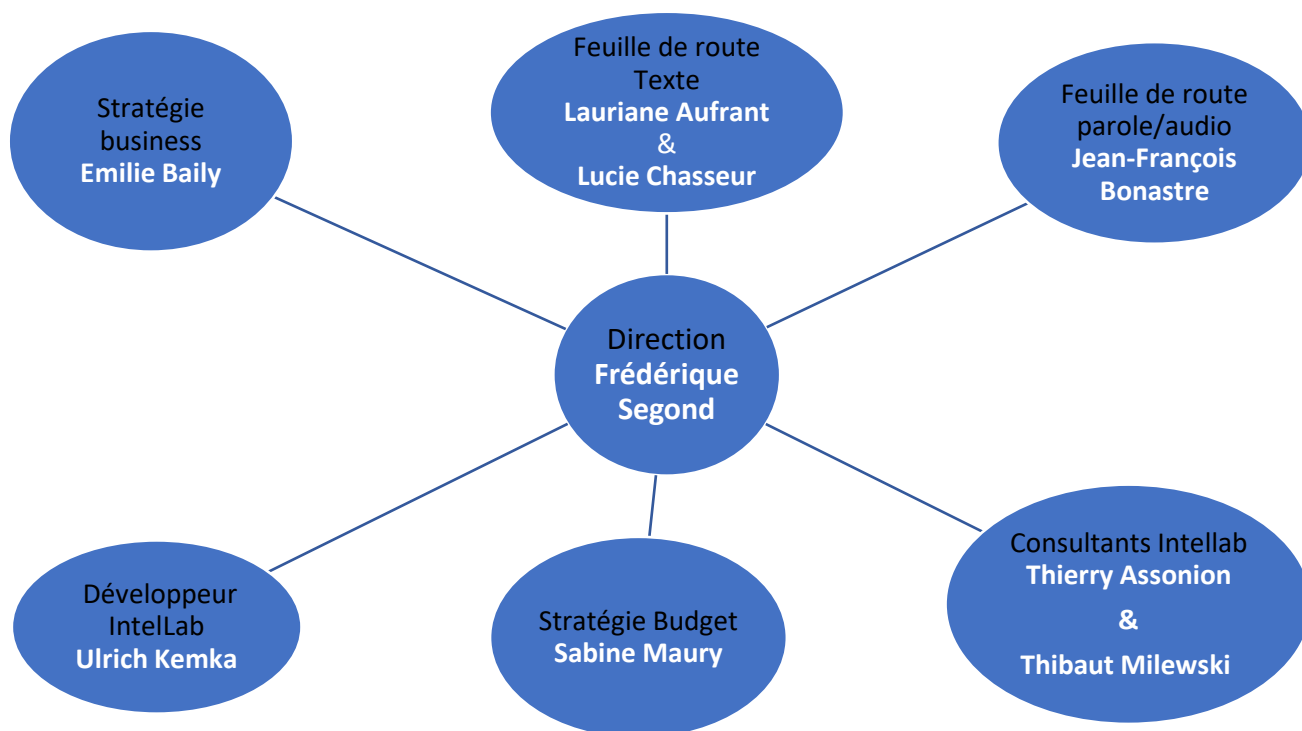 Stratégie
business
Emilie Baily
Feuille de route
Texte
Lauriane Aufrant
&
Lucie Chasseur
Feuille de route
parole/audio
Jean-François
Bonastre
Direction
Frédérique
Segond
Développeur
IntelLab
Ulrich Kemka
Stratégie Budget
Sabine Maury
Consultants Intellab
Thierry Assonion
&
Thibaut Milewski